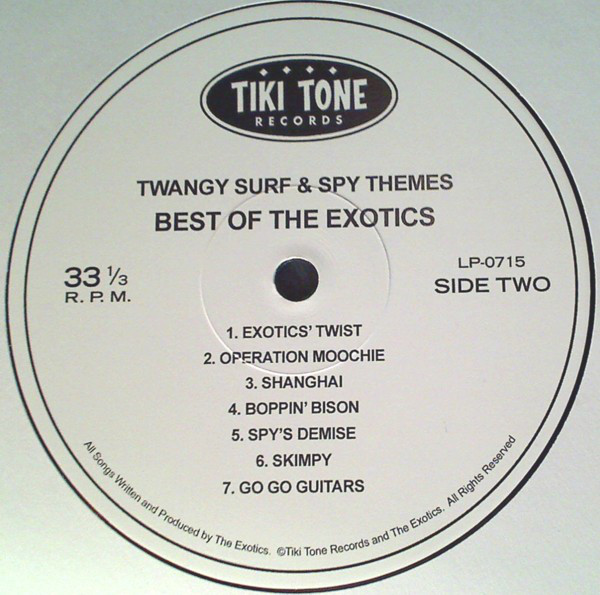 TIKI TONE
RECORDS
TWANGY SURF & SPY THEMES
BEST OF THE EXOTICS
33 1/3
R. P. M.
LP-0715
SIDE TWO
1. EXOTICS' TWIST
2. OPERATION MOOCHIE
3. SHANGHAI
4. BOPPIN' BISON
5. SPY'S DEMISE
6. SKIMPY
7. GO GO GUITARS
All Songs Written and Produced by The Exotics. ©Tiki Tone Records and The Exotics. All Rights Reserved